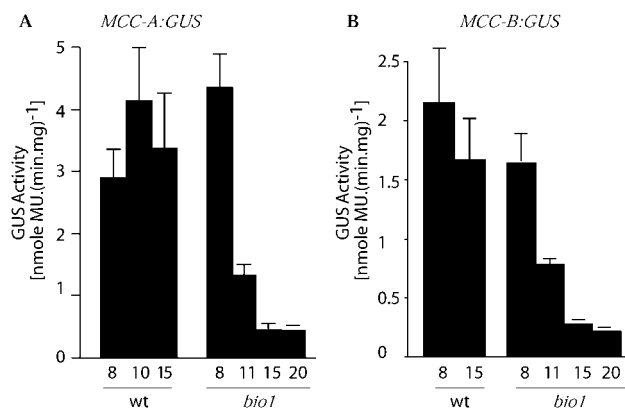 A MCC-A:GUS
GUS Activity
[nmole MU.(min.mg)-1]
5
4
3
2
1
0
8 10 15 8 11 15 20
wt bio1
B MCC-B:GUS
GUS Activity
[nmole MU.(min.mg)-1]
2.5
2
1.5
1
0.5
0
8 15 8 11 15 20
wt bio1